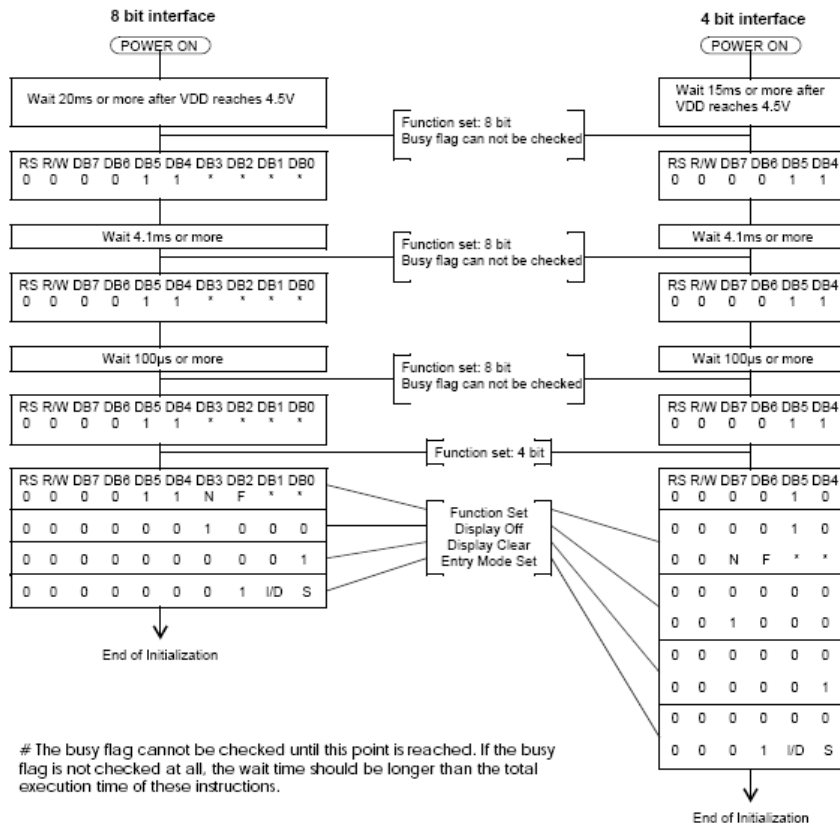 8 bit interface
POWER ON
Wait 20ms or more after VDD reaches 4.5V
RS R/W DB7 DB6 DB5 DB4 DB3 DB2 DB1 DB0
0 0 0 0 1 1 * * * *
Wait 4.1ms or more
RS R/W DB7 DB6 DB5 DB4 DB3 DB2 DB1 DB0
0 0 0 0 1 1 * * * *
Wait 100µs or more
RS R/W DB7 DB6 DB5 DB4 DB3 DB2 DB1 DB0
0 0 0 0 1 1 * * * *
RS R/W DB7 DB6 DB5 DB4 DB3 DB2 DB1 DB0
0 0 0 0 1 1 N F * *
0 0 0 0 0 0 1 0 0 0
0 0 0 0 0 0 0 0 0 1
0 0 0 0 0 0 0 1 I/D S
End of Initialization
Function set: 8 bit
Busy flag can not be checked
Function set: 8 bit
Busy flag can not be checked
Function set: 8 bit
Busy flag can not be checked
Function set: 4 bit
Function Set
Display Off
Display Clear
Entry Mode Set
4 bit interface
POWER ON
Wait 15ms or more after
VDD reaches 4.5V
RS R/W DB7 DB6 DB5 DB4
0 0 0 0 1 1
Wait 4.1ms or more
RS R/W DB7 DB6 DB5 DB4
0 0 0 0 1 1
Wait 100µs or more
RS R/W DB7 DB6 DB5 DB4
0 0 0 0 1 1
RS R/W DB7 DB6 DB5 DB4
0 0 0 0 1 0
0 0 0 0 1 0
0 0 N F * *
0 0 0 0 0 0
0 0 1 0 0 0
0 0 0 0 0 0
0 0 0 0 0 1
0 0 0 0 0 0
0 0 0 1 I/D S
End of Initialization
# The busy flag cannot be checked until this point is reached. If the busy
flag is not checked at all, the wait time should be longer than the total
execution time of these instructions.